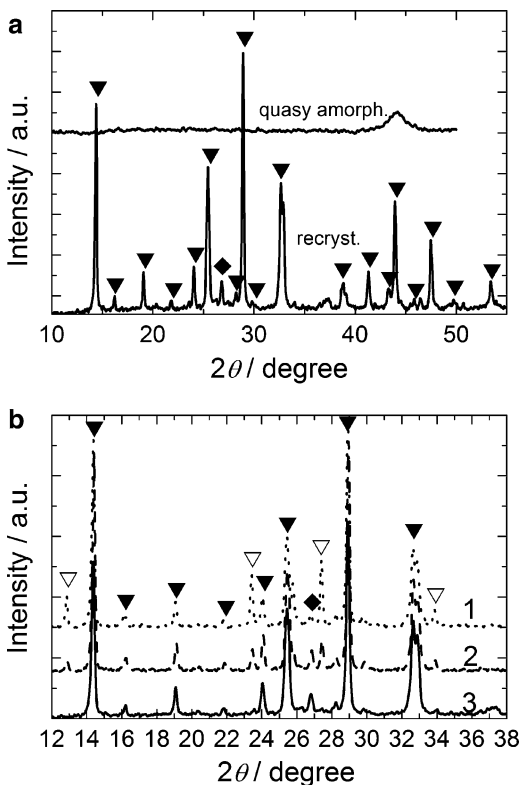 a
Intensity / a.u.
quasy amorph.
recryst.
10 20 30 40 50
2θ / degree
b
Intensity / a.u.
1
2
3
12 14 16 18 20 22 24 26 28 30 32 34 36 38
2θ / degree